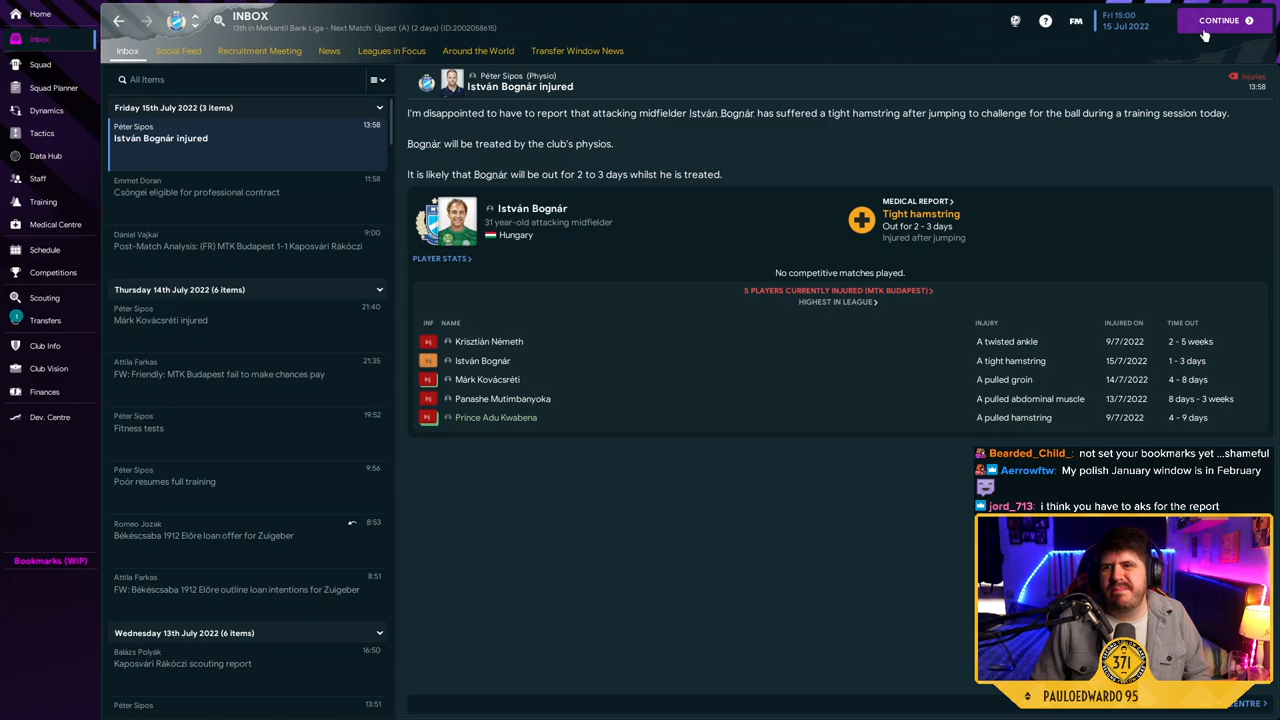 Home
Inbox
Squad
Squad Planner
Dynamics
Tactics
Data Hub
Staff
Training
Medical Centre
Schedule
Competitions
Scouting
1
Transfers
Club Info
Club Vision
Finances
Dev. Centre
Bookmarks (WIP)
INBOX
13th in Merkantil Bank Liga - Next Match: Újpest (A) (2 days) (ID:2002058615)
FM
Fri 15:00
15 Jul 2022
CONTINUE
Inbox Social Feed Recruitment Meeting News Leagues in Focus Around the World Transfer Window News
All Items
Friday 15th July 2022 (3 items)
Péter Sipos 13:58
István Bognár injured
Emmet Doran 11:58
Csöngei eligible for professional contract
Dániel Vajkai 9:00
Post-Match Analysis: (FR) MTK Budapest 1-1 Kaposvári Rákóczi
Thursday 14th July 2022 (6 items)
Péter Sipos 21:40
Márk Kovácsréti injured
Attila Farkas 21:35
FW: Friendly: MTK Budapest fail to make chances pay
Péter Sipos 19:52
Fitness tests
Péter Sipos 9:56
Poór resumes full training
Romeo Jozak 8:53
Békéscsaba 1912 Előre loan offer for Zuigeber
Attila Farkas 8:51
FW: Békéscsaba 1912 Előre outline loan intentions for Zuigeber
Wednesday 13th July 2022 (6 items)
Balázs Polyák 16:50
Kaposvári Rákóczi scouting report
Péter Sipos 13:51
Péter Sipos (Physio)
István Bognár injured
Injuries
13:58
I'm disappointed to have to report that attacking midfielder István Bognár has suffered a tight hamstring after jumping to challenge for the ball during a training session today.
Bognár will be treated by the club's physios.
It is likely that Bognár will be out for 2 to 3 days whilst he is treated.
István Bognár
31 year-old attacking midfielder
Hungary
MEDICAL REPORT
Tight hamstring
Out for 2 - 3 days
Injured after jumping
PLAYER STATS
No competitive matches played.
5 PLAYERS CURRENTLY INJURED (MTK BUDAPEST)
HIGHEST IN LEAGUE
INF NAME INJURY INJURED ON TIME OUT
Inj Krisztián Németh A twisted ankle 9/7/2022 2 - 5 weeks
Inj István Bognár A tight hamstring 15/7/2022 1 - 3 days
Inj Márk Kovácsréti A pulled groin 14/7/2022 4 - 8 days
Inj Panashe Mutimbanyoka A pulled abdominal muscle 13/7/2022 8 days - 3 weeks
Inj Prince Adu Kwabena A pulled hamstring 9/7/2022 4 - 9 days
Bearded_Child_: not set your bookmarks yet ...shameful
Aerrowftw: My polish January window is in February
jord_713: i think you have to aks for the report
371
PAULOEDWARDO 95
CENTRE